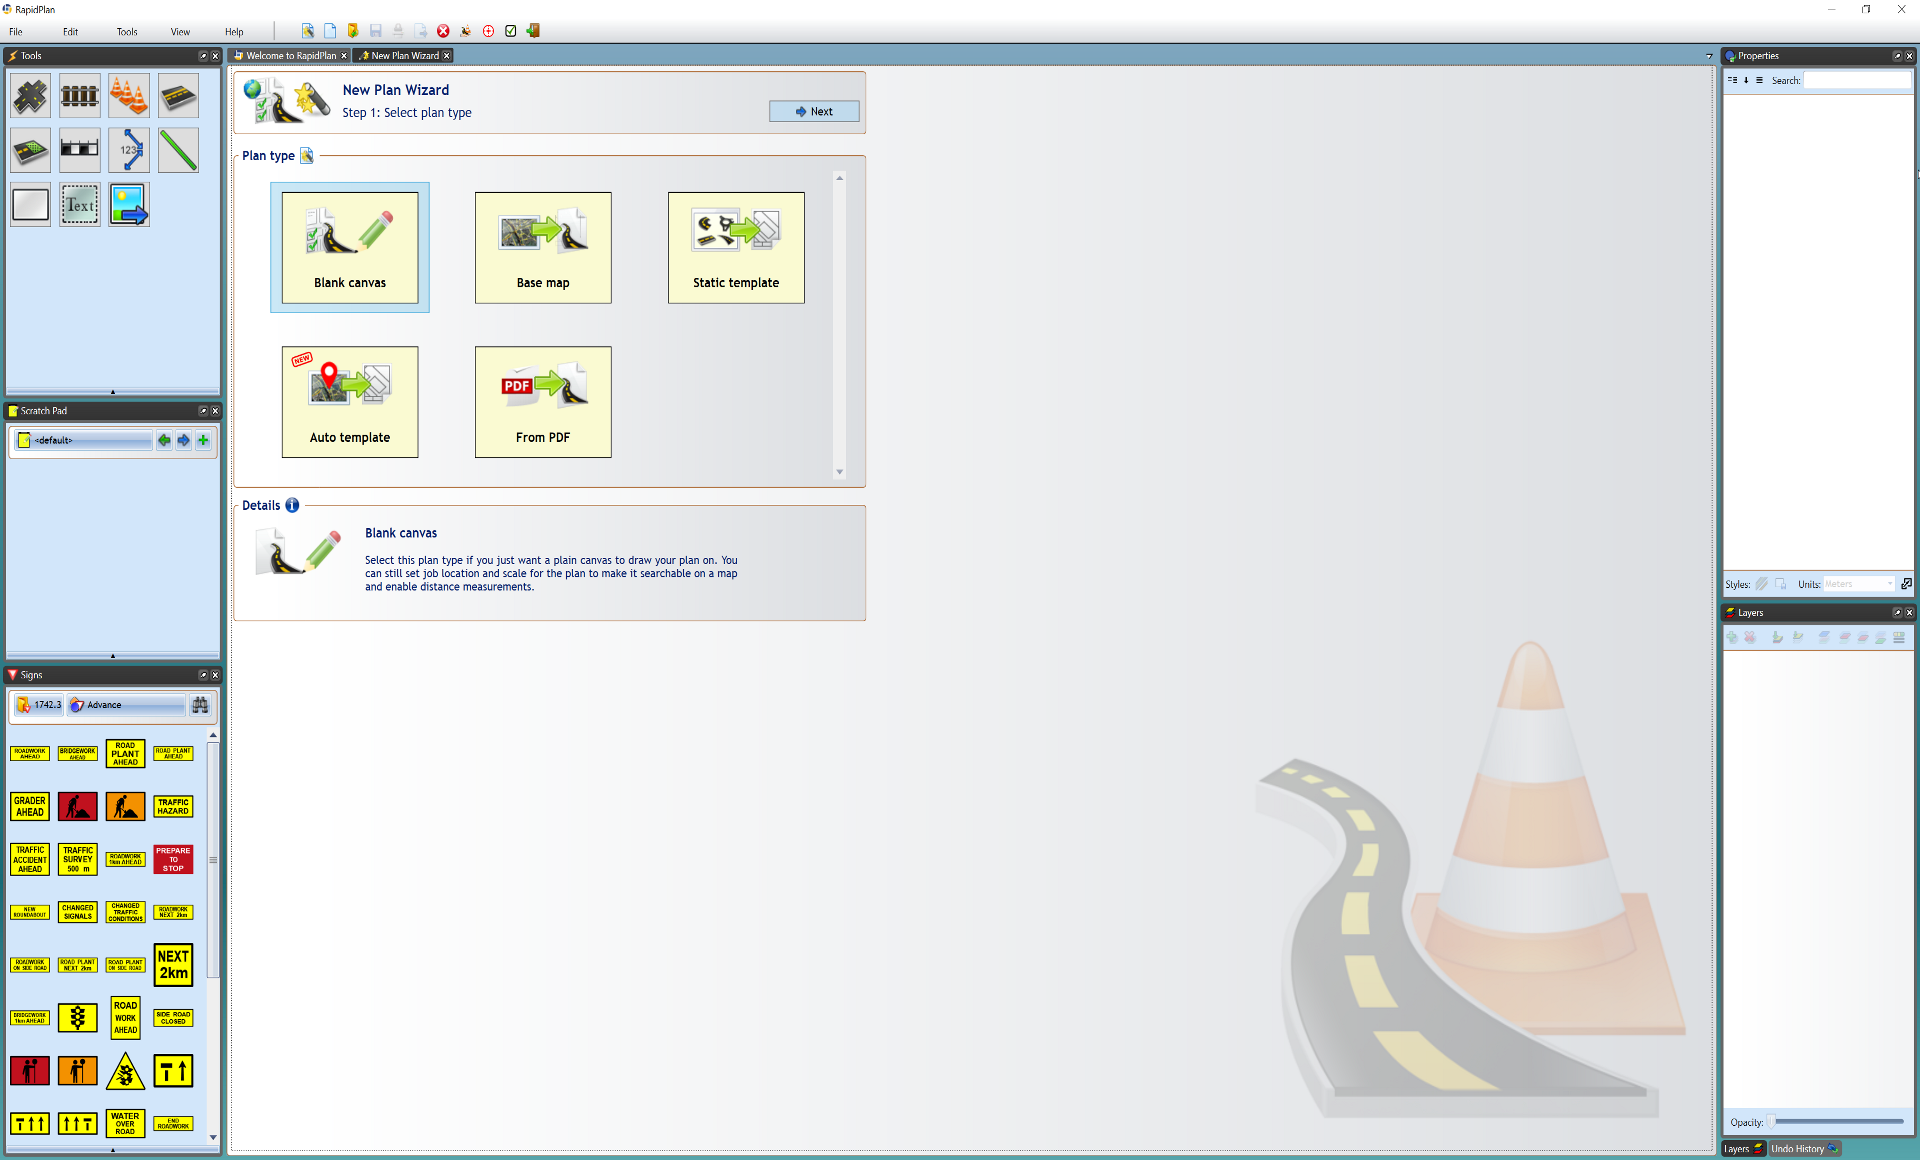 RapidPlan
File Edit Tools View Help
Tools
Welcome to RapidPlan
New Plan Wizard
Properties
Search:
New Plan Wizard
Step 1: Select plan type
Next
Plan type
Blank canvas
Base map
Static template
NEW
Auto template
PDF
From PDF
Details
Blank canvas
Select this plan type if you just want a plain canvas to draw your plan on. You
can still set job location and scale for the plan to make it searchable on a map
and enable distance measurements.
123
Text
Scratch Pad
<default>
Signs
1742.3 Advance
ROADWORK
AHEAD
BRIDGEWORK
AHEAD
ROAD
PLANT
AHEAD
ROAD PLANT
AHEAD
GRADER
AHEAD
TRAFFIC
HAZARD
TRAFFIC
ACCIDENT
AHEAD
TRAFFIC
SURVEY
500 m
ROADWORK
1km AHEAD
PREPARE
TO
STOP
NEW
ROUNDABOUT
CHANGED
SIGNALS
CHANGED
TRAFFIC
CONDITIONS
ROADWORK
NEXT 2km
ROADWORK
ON SIDE ROAD
ROAD PLANT
NEXT 2km
ROAD PLANT
ON SIDE ROAD
NEXT
2km
BRIDGEWORK
1km AHEAD
ROAD
WORK
AHEAD
SIDE ROAD
CLOSED
WATER
OVER
ROAD
END
ROADWORK
Styles: Units: Meters
Layers
Opacity:
Layers Undo History